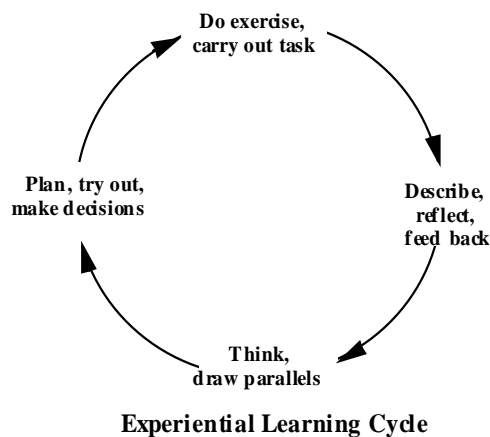 Do exercise,
carry out task
Describe,
reflect,
feed back
Think,
draw parallels
Plan, try out,
make decisions
Experiential Learning Cycle